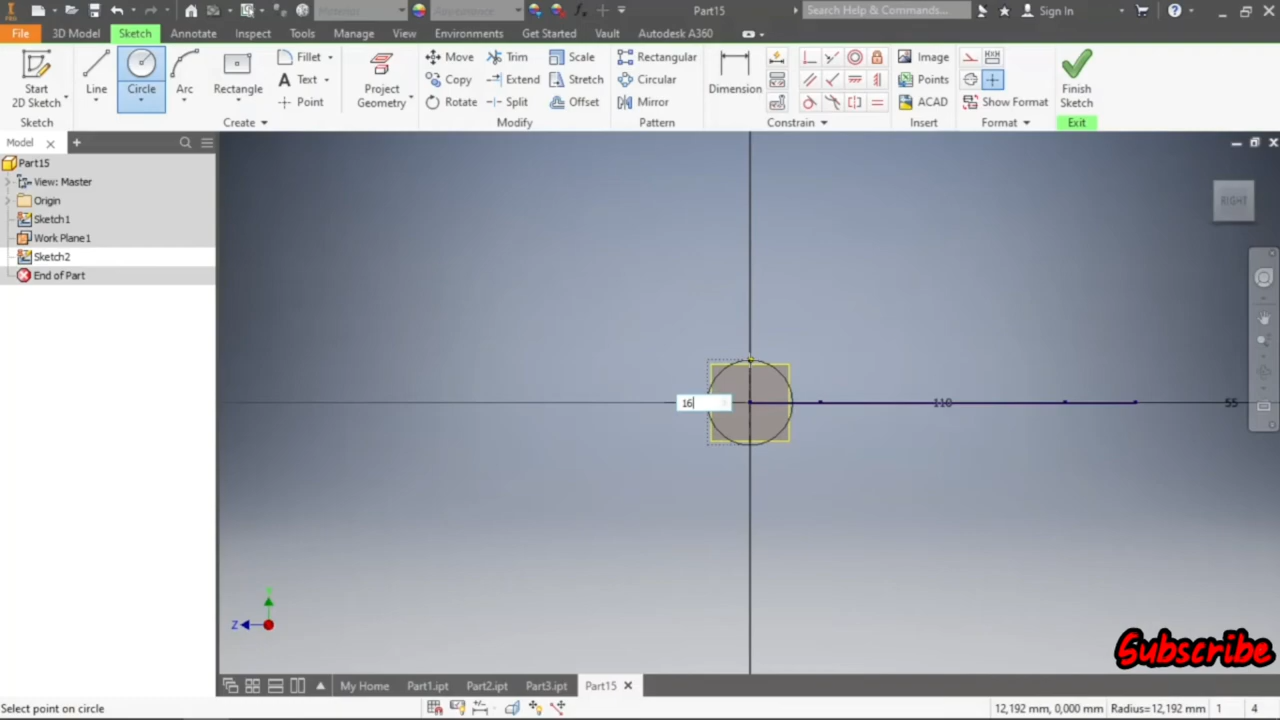 Part15
Search Help & Commands...
Sign In
File
3D Model
Sketch
Annotate
Inspect
Tools
Manage
View
Environments
Get Started
Vault
Autodesk A360
Start
2D Sketch
Line
Circle
Arc
Rectangle
Fillet
Text
Point
Project
Geometry
Move
Copy
Rotate
Trim
Extend
Split
Scale
Stretch
Offset
Rectangular
Circular
Mirror
Dimension
Image
Points
ACAD
Show Format
Finish
Sketch
Sketch
Create
Modify
Pattern
Constrain
Insert
Format
Exit
Model
Part15
View: Master
Origin
Sketch1
Work Plane1
Sketch2
End of Part
RIGHT
16
110
55
Z
Subscribe
My Home
Part1.ipt
Part2.ipt
Part3.ipt
Part15
Select point on circle
12,192 mm, 0,000 mm
Radius=12,192 mm
1
4